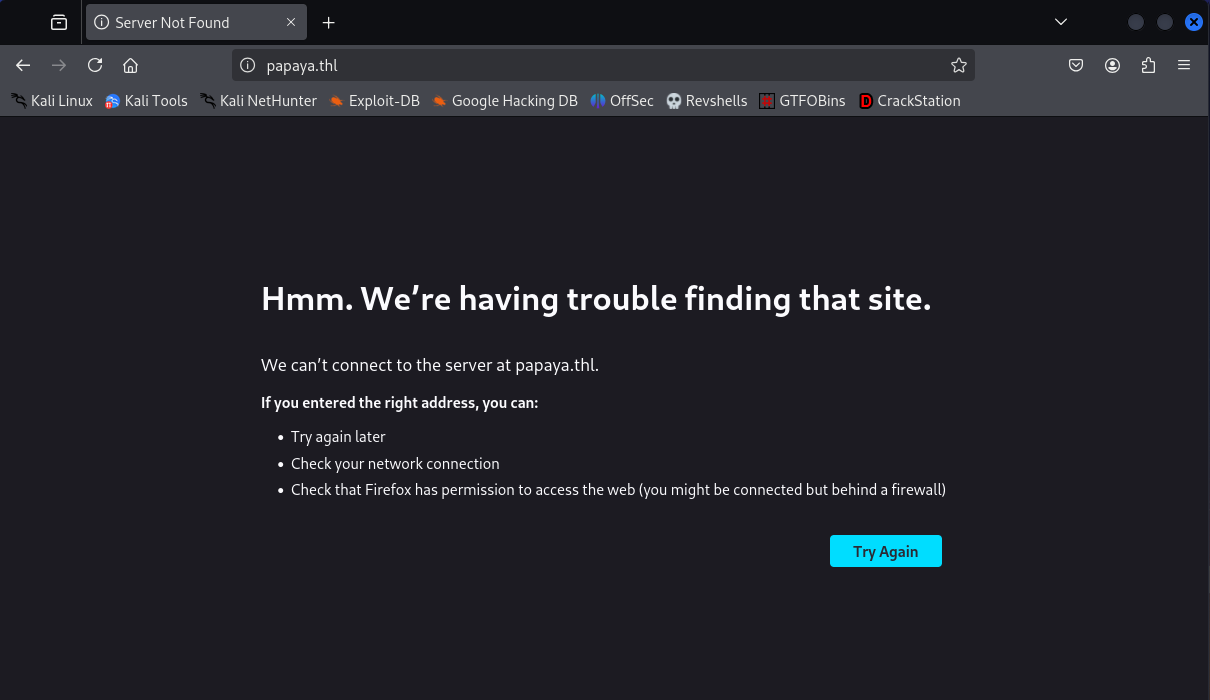 Server Not Found
papaya.thl
Kali Linux Kali Tools Kali NetHunter Exploit-DB Google Hacking DB OffSec Revshells GTFOBins CrackStation
Hmm. We’re having trouble finding that site.
We can’t connect to the server at papaya.thl.
If you entered the right address, you can:
• Try again later
• Check your network connection
• Check that Firefox has permission to access the web (you might be connected but behind a firewall)
Try Again